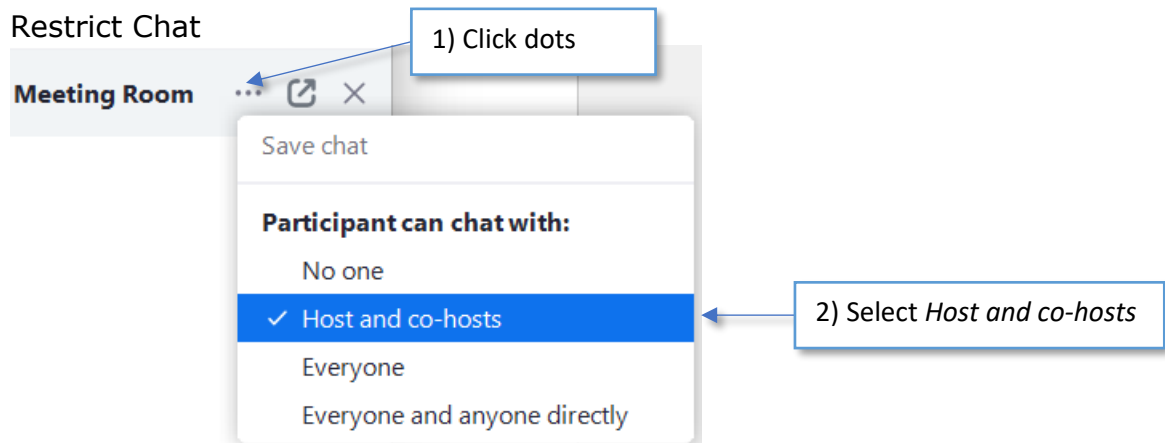 Restrict Chat
1) Click dots
Meeting Room
Save chat
Participant can chat with:
No one
Host and co-hosts
2) Select Host and co-hosts
Everyone
Everyone and anyone directly